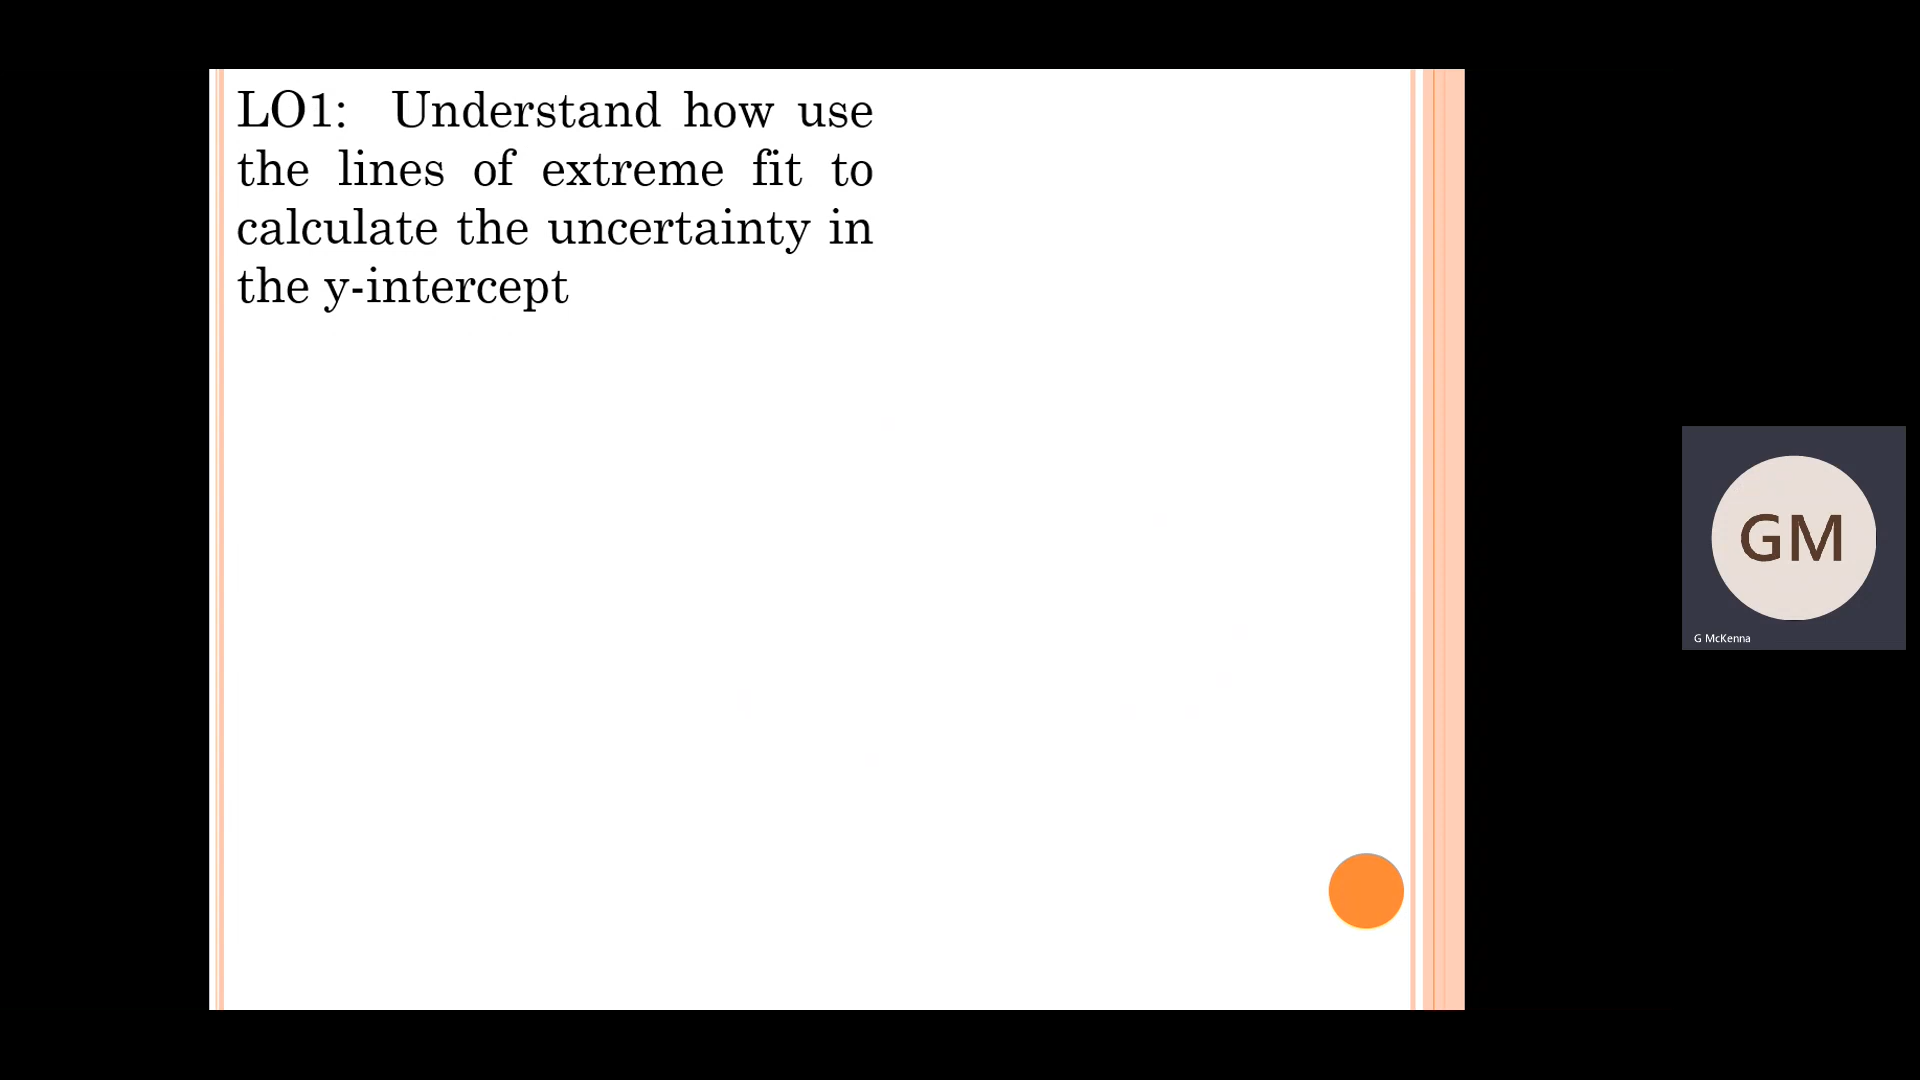 LO1: Understand how use
the lines of extreme fit to
calculate the uncertainty in
the y-intercept
GM
G McKenna